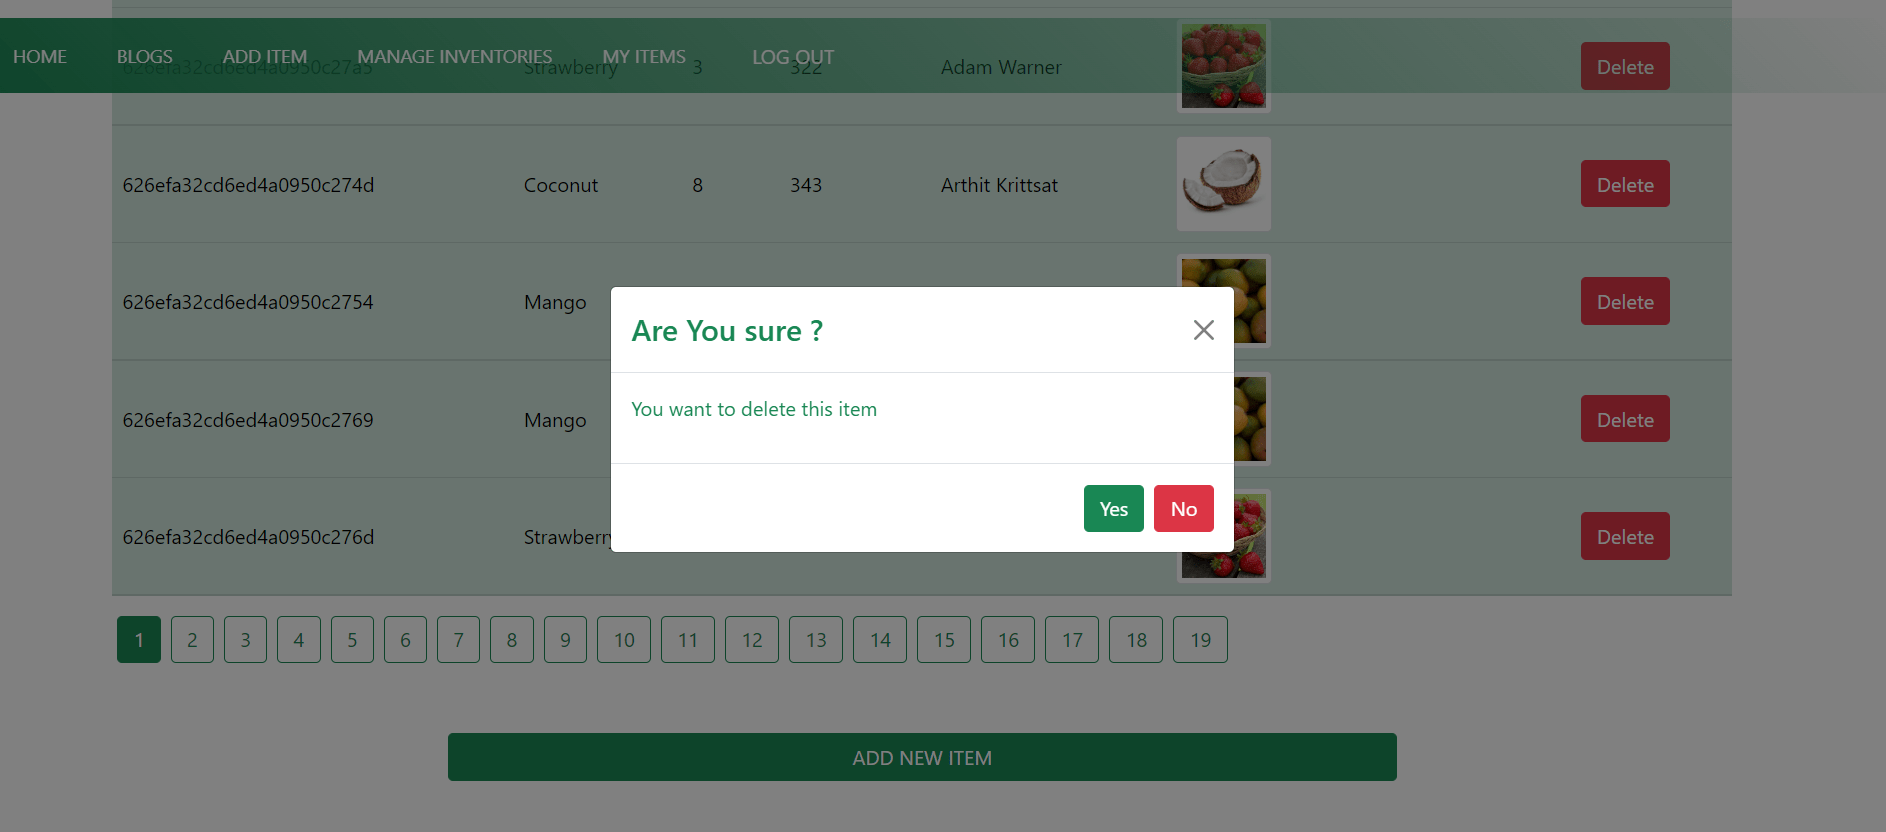 HOME BLOGS ADD ITEM MANAGE INVENTORIES MY ITEMS LOG OUT
626efa32cd6ed4a0950c27a5 Strawberry 3 322 Adam Warner Delete
626efa32cd6ed4a0950c274d Coconut 8 343 Arthit Krittsat Delete
626efa32cd6ed4a0950c2754 Mango Delete
Are You sure ?
You want to delete this item
626efa32cd6ed4a0950c2769 Mango Delete
Yes No
626efa32cd6ed4a0950c276d Strawberry Delete
1 2 3 4 5 6 7 8 9 10 11 12 13 14 15 16 17 18 19
ADD NEW ITEM